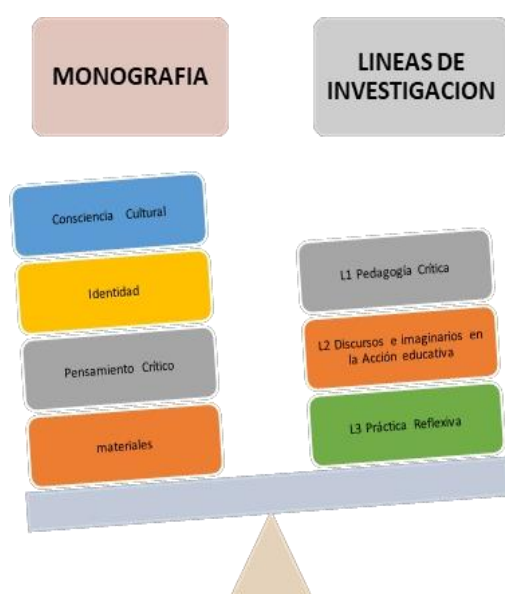 MONOGRAFIA
LINEAS DE
INVESTIGACION
Consciencia Cultural
Identidad
Pensamiento Crítico
materiales
L1 Pedagogía Crítica
L2 Discursos e imaginarios en
la Acción educativa
L3 Práctica Reflexiva